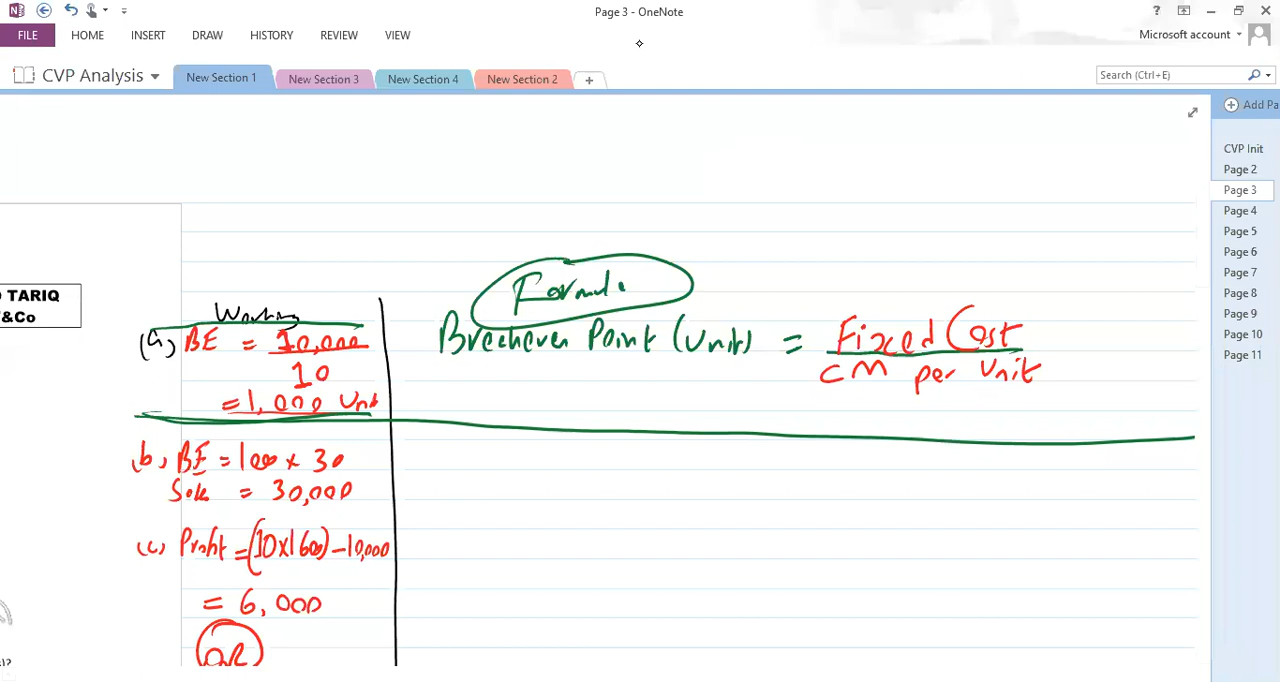 Page 3 - OneNote
FILE HOME INSERT DRAW HISTORY REVIEW VIEW
Microsoft account
CVP Analysis New Section 1 New Section 3 New Section 4 New Section 2
Search (Ctrl+E)
Add Pa
CVP Init
Page 2
Page 3
Page 4
Page 5
Page 6
Page 7
Page 8
Page 9
Page 10
Page 11
TARIQ
&Co
Working
(a) BE = 10,000
10
= 1,000 Unit
(b) BE = 1000 x 30
Sales = 30,000
(c) Profit = (10x1600) - 10,000
= 6,000
OR
Formula
Breakeven Point (Unit) = Fixed Cost
CM per Unit